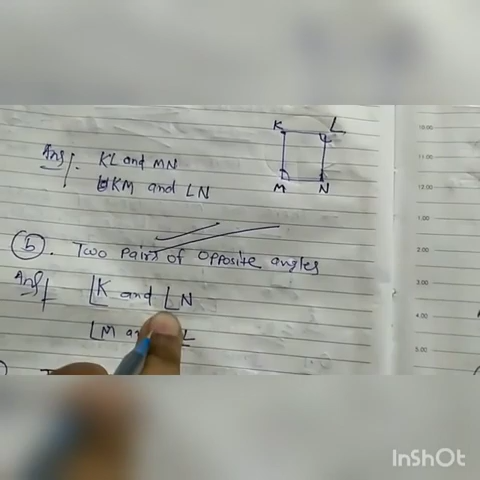 K L
Ans/. KL and MN
KM and LN
M N
(b). Two pairs of opposite angles
Ans/ ∠K and ∠N
∠M L
10.00
11.00
12.00
1.00
2.00
3.00
4.00
5.00
InShOt